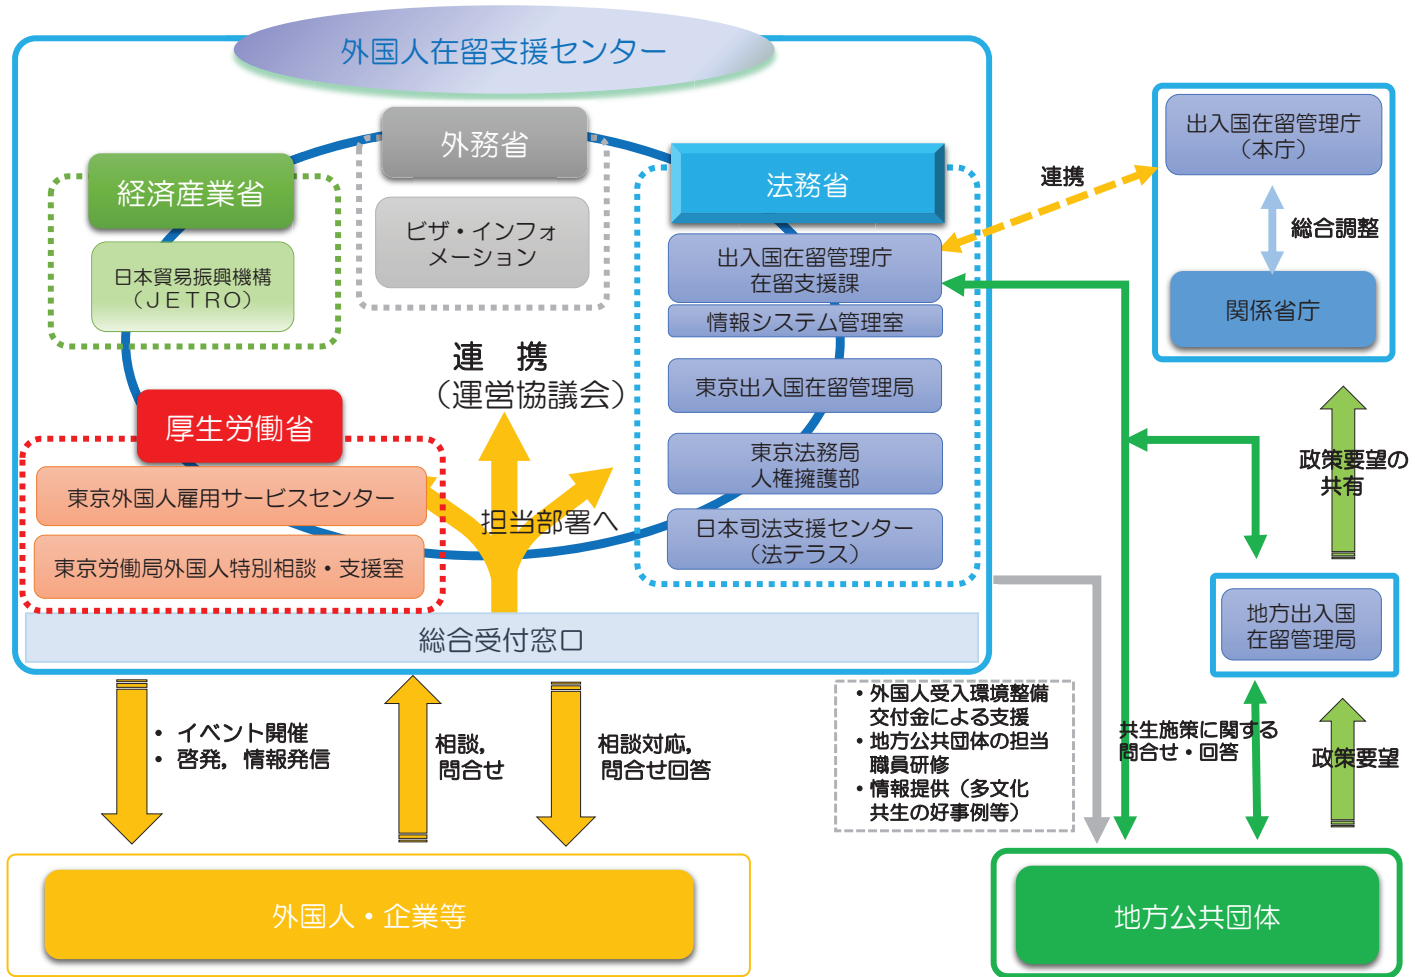 外国人在留支援センター
外務省
ビザ・インフォ
メーション
経済産業省
日本貿易振興機構
（ＪＥＴＲＯ）
法務省
出入国在留管理庁
在留支援課
情報システム管理室
東京出入国在留管理局
東京法務局
人権擁護部
日本司法支援センター
（法テラス）
連　携
（運営協議会）
厚生労働省
東京外国人雇用サービスセンター
東京労働局外国人特別相談・支援室
担当部署へ
総合受付窓口
連携
出入国在留管理庁
（本庁）
総合調整
関係省庁
政策要望の
共有
地方出入国
在留管理局
・ イベント開催
・ 啓発，情報発信
相談，
問合せ
相談対応，
問合せ回答
・外国人受入環境整備
交付金による支援
・地方公共団体の担当
職員研修
・情報提供（多文化
共生の好事例等）
共生施策に関する
問合せ・回答
政策要望
外国人・企業等
地方公共団体